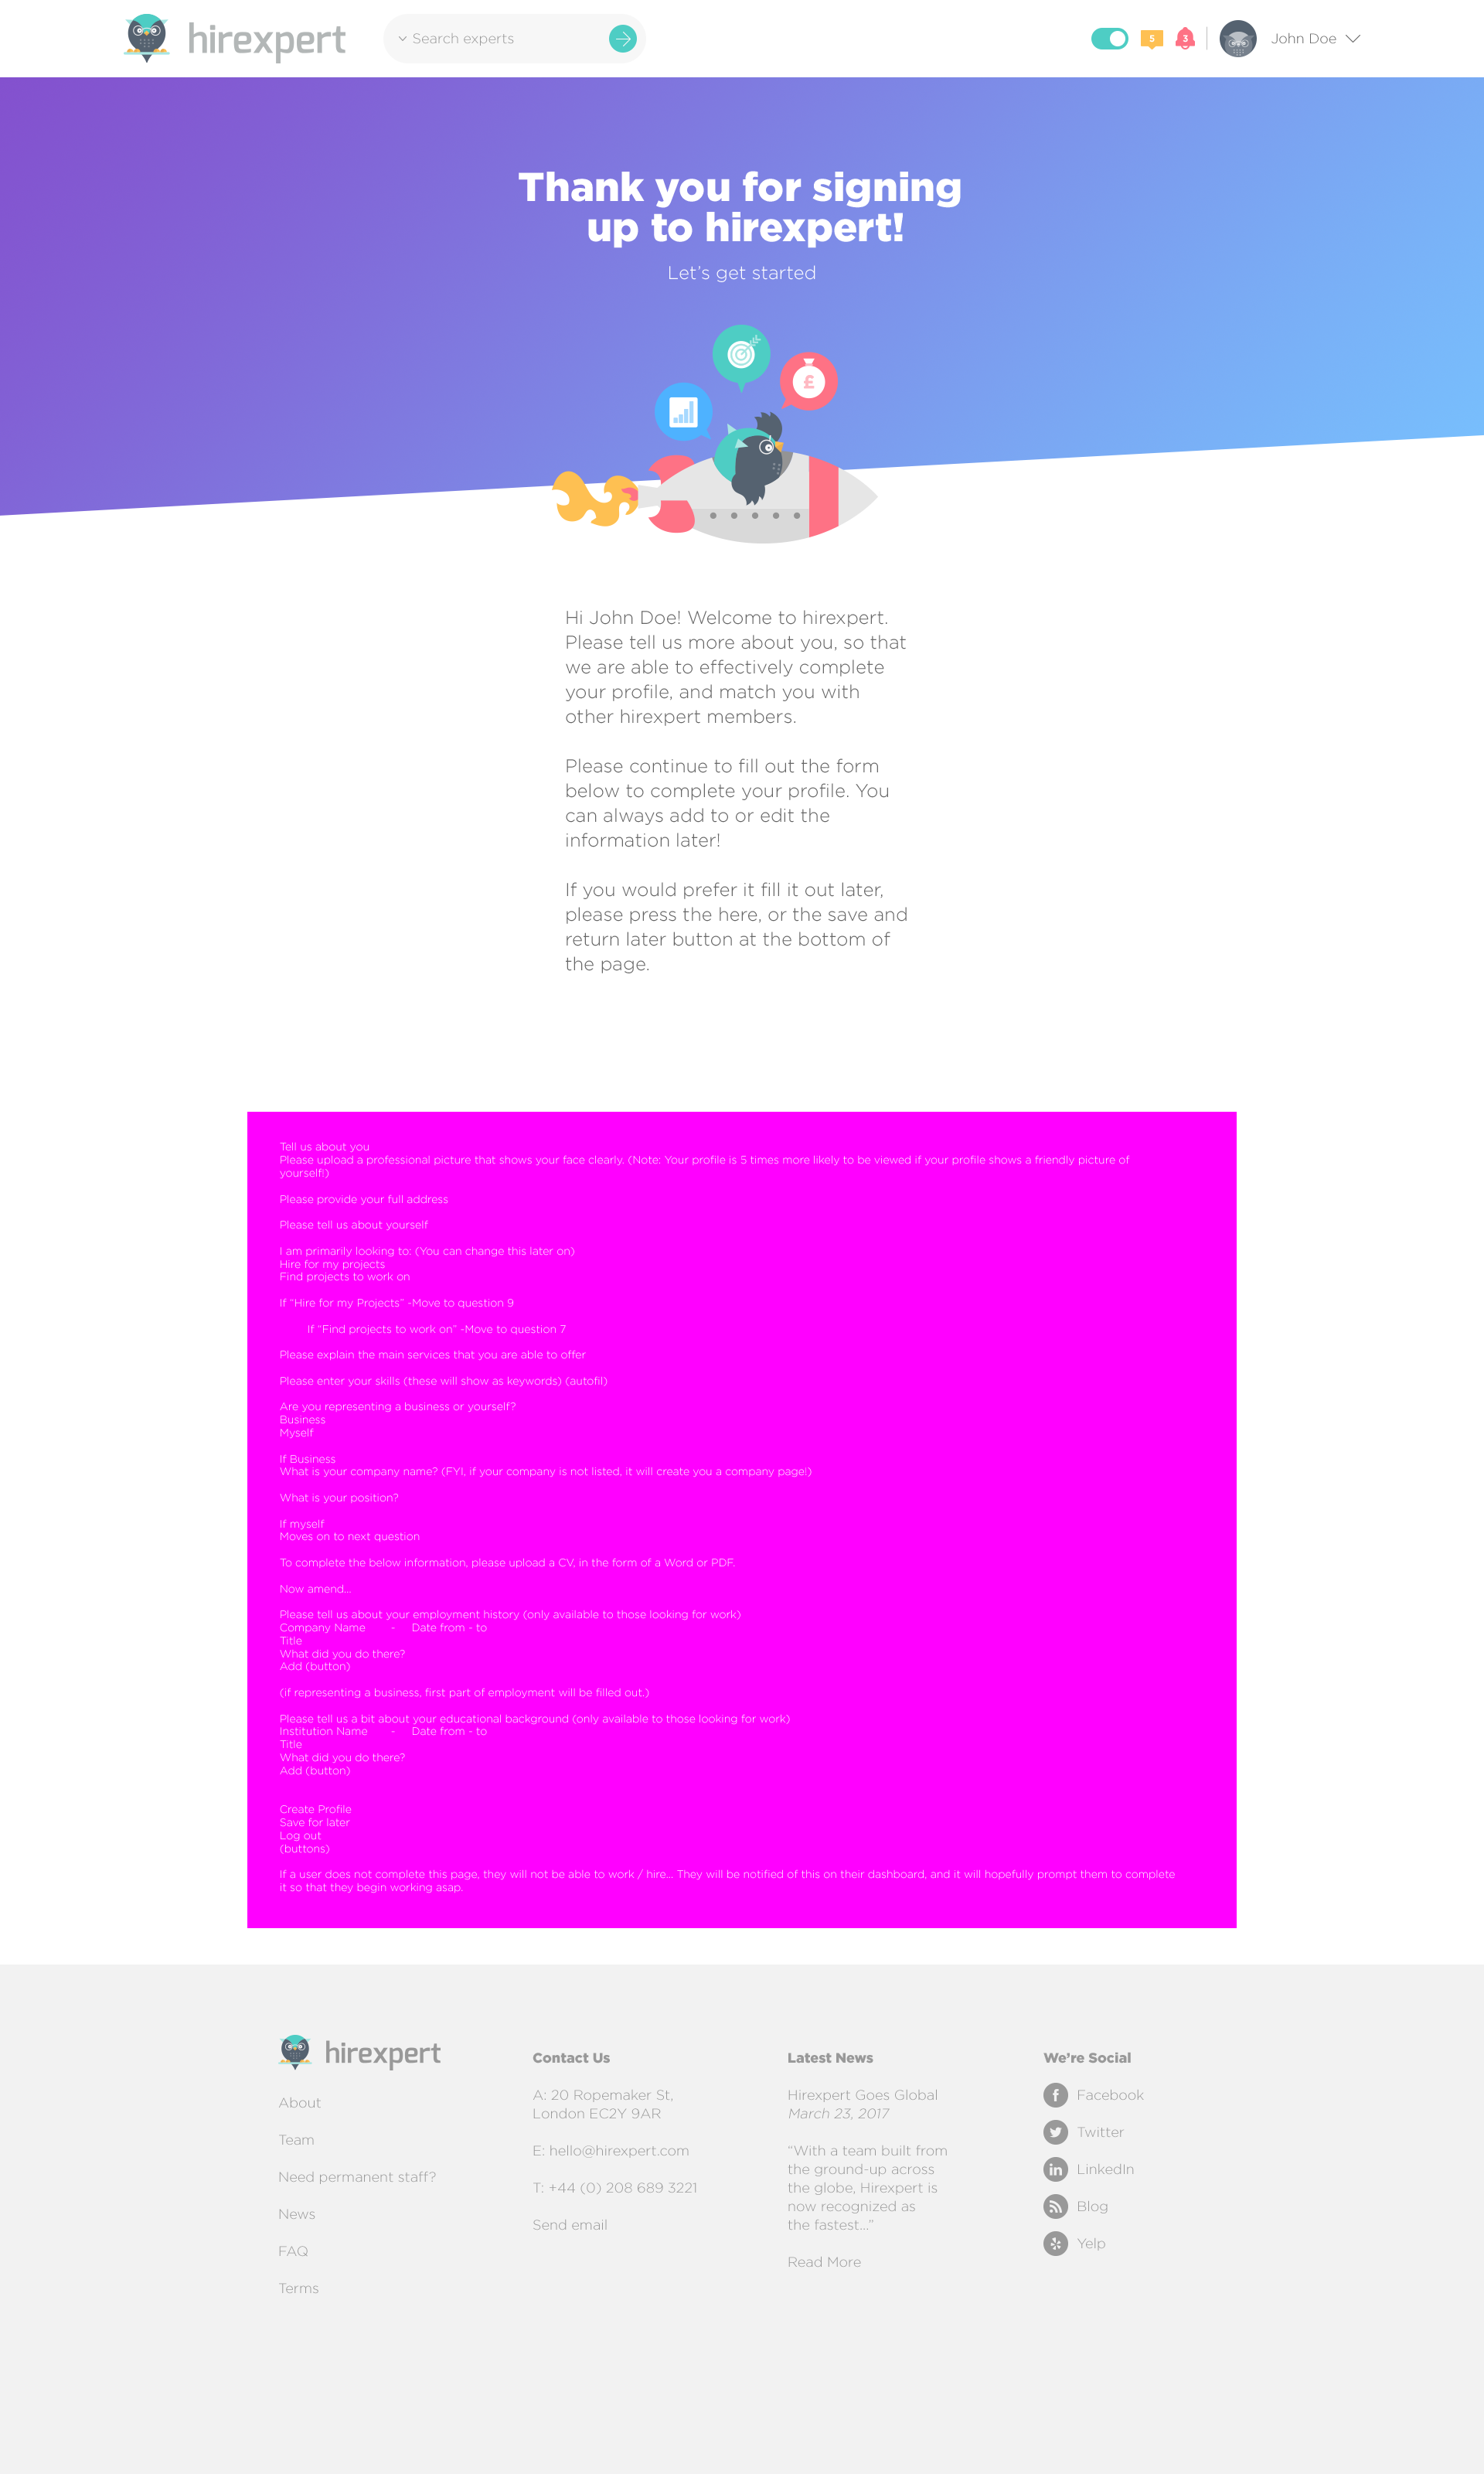 hirexpert
Search experts
5
3
John Doe
Thank you for signing
up to hirexpert!
Let’s get started
£
Hi John Doe! Welcome to hirexpert.
Please tell us more about you, so that
we are able to effectively complete
your profile, and match you with
other hirexpert members.
Please continue to fill out the form
below to complete your profile. You
can always add to or edit the
information later!
If you would prefer it fill it out later,
please press the here, or the save and
return later button at the bottom of
the page.
Tell us about you
Please upload a professional picture that shows your face clearly. (Note: Your profile is 5 times more likely to be viewed if your profile shows a friendly picture of
yourself!)
Please provide your full address
Please tell us about yourself
I am primarily looking to: (You can change this later on)
Hire for my projects
Find projects to work on
If “Hire for my Projects” -Move to question 9
If “Find projects to work on” -Move to question 7
Please explain the main services that you are able to offer
Please enter your skills (these will show as keywords) (autofil)
Are you representing a business or yourself?
Business
Myself
If Business
What is your company name? (FYI, if your company is not listed, it will create you a company page!)
What is your position?
If myself
Moves on to next question
To complete the below information, please upload a CV, in the form of a Word or PDF.
Now amend...
Please tell us about your employment history (only available to those looking for work)
Company Name - Date from - to
Title
What did you do there?
Add (button)
(if representing a business, first part of employment will be filled out.)
Please tell us a bit about your educational background (only available to those looking for work)
Institution Name - Date from - to
Title
What did you do there?
Add (button)
Create Profile
Save for later
Log out
(buttons)
If a user does not complete this page, they will not be able to work / hire... They will be notified of this on their dashboard, and it will hopefully prompt them to complete
it so that they begin working asap.
hirexpert
About
Team
Need permanent staff?
News
FAQ
Terms
Contact Us
A: 20 Ropemaker St,
London EC2Y 9AR
E: hello@hirexpert.com
T: +44 (0) 208 689 3221
Send email
Latest News
Hirexpert Goes Global
March 23, 2017
“With a team built from
the ground-up across
the globe, Hirexpert is
now recognized as
the fastest...”
Read More
We’re Social
Facebook
Twitter
LinkedIn
Blog
Yelp